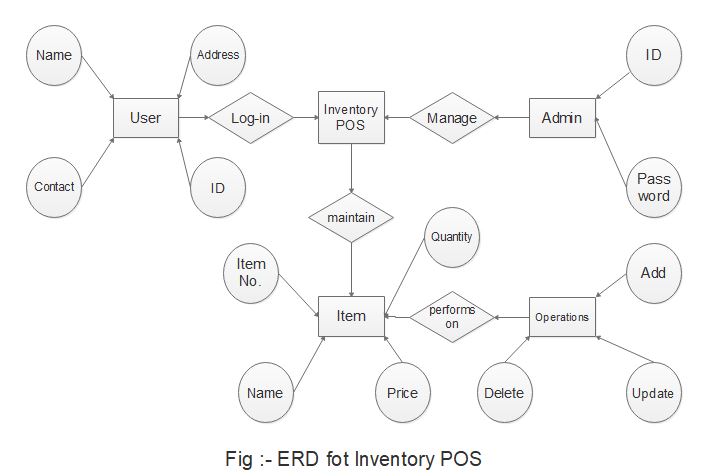 Name
Address
ID
User
Log-in
Inventory
POS
Manage
Admin
Contact
ID
Pass
word
maintain
Quantity
Item
No.
Add
Item
performs
on
Operations
Name
Price
Delete
Update
Fig :- ERD fot Inventory POS